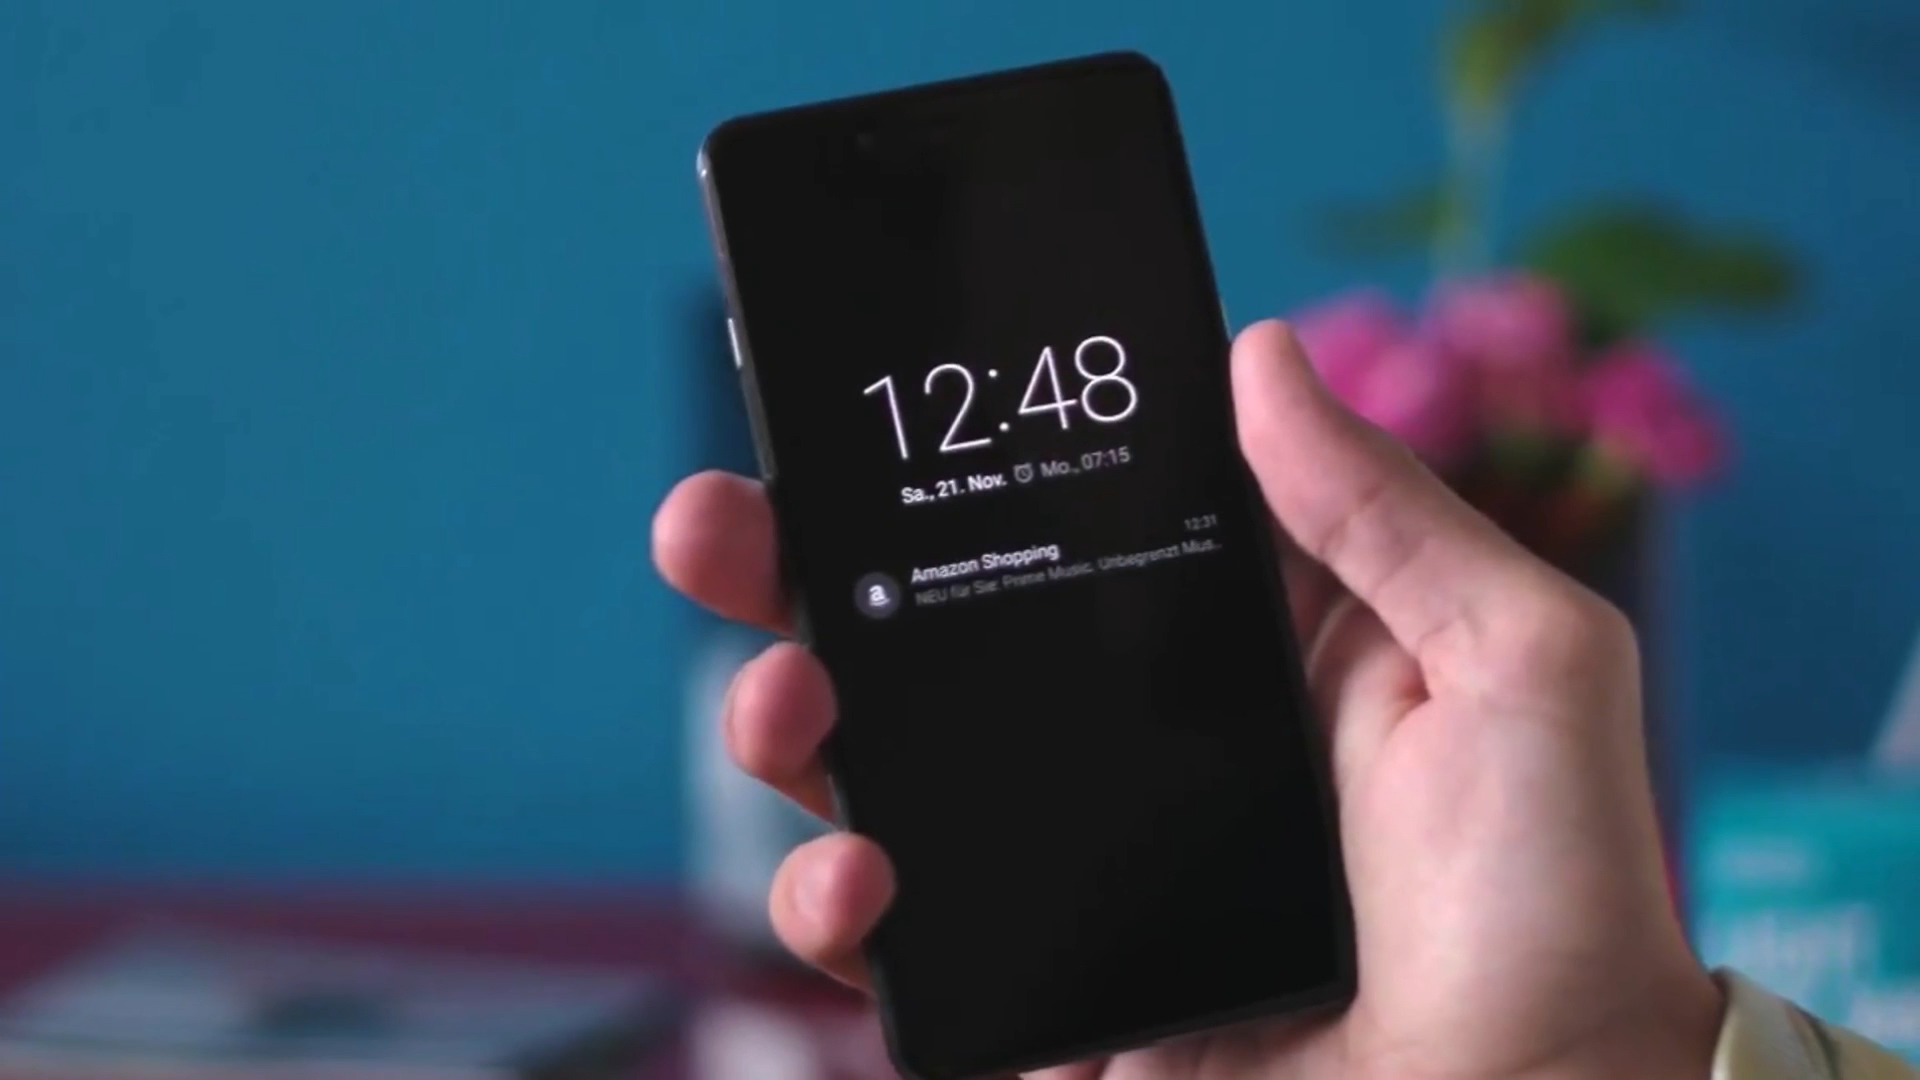 12:48
Sa., 21. Nov. Mo., 07:15
12:31
Amazon Shopping
a NEU für Sie: Prime Music. Unbegrenzt Mus...